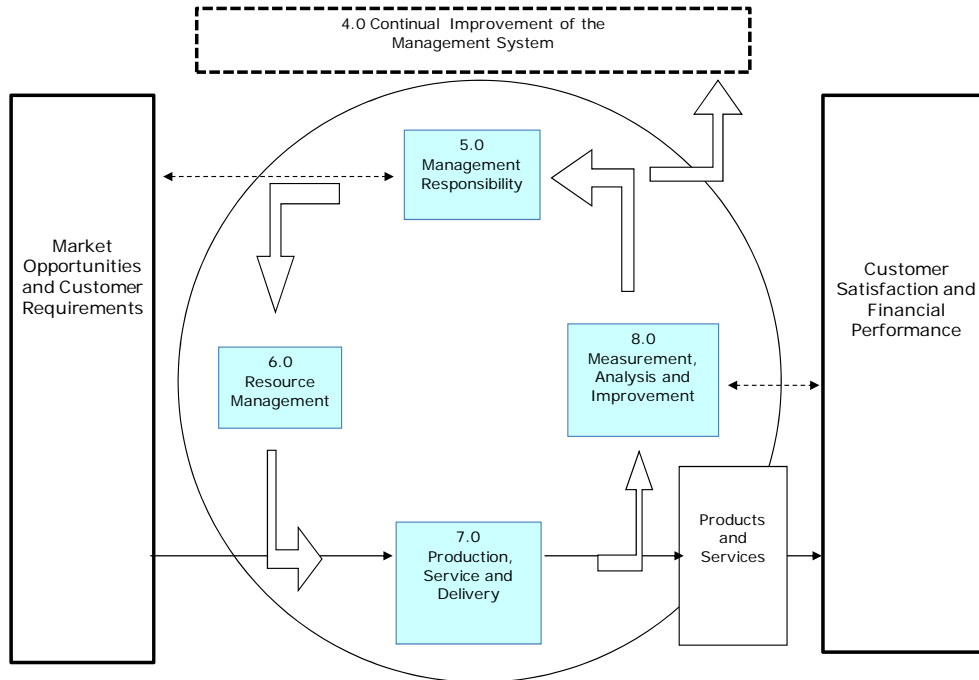 4.0 Continual Improvement of the
Management System
5.0
Management
Responsibility
Market
Opportunities
and Customer
Requirements
Customer
Satisfaction and
Financial
Performance
6.0
Resource
Management
8.0
Measurement,
Analysis and
Improvement
7.0
Production,
Service and
Delivery
Products
and
Services